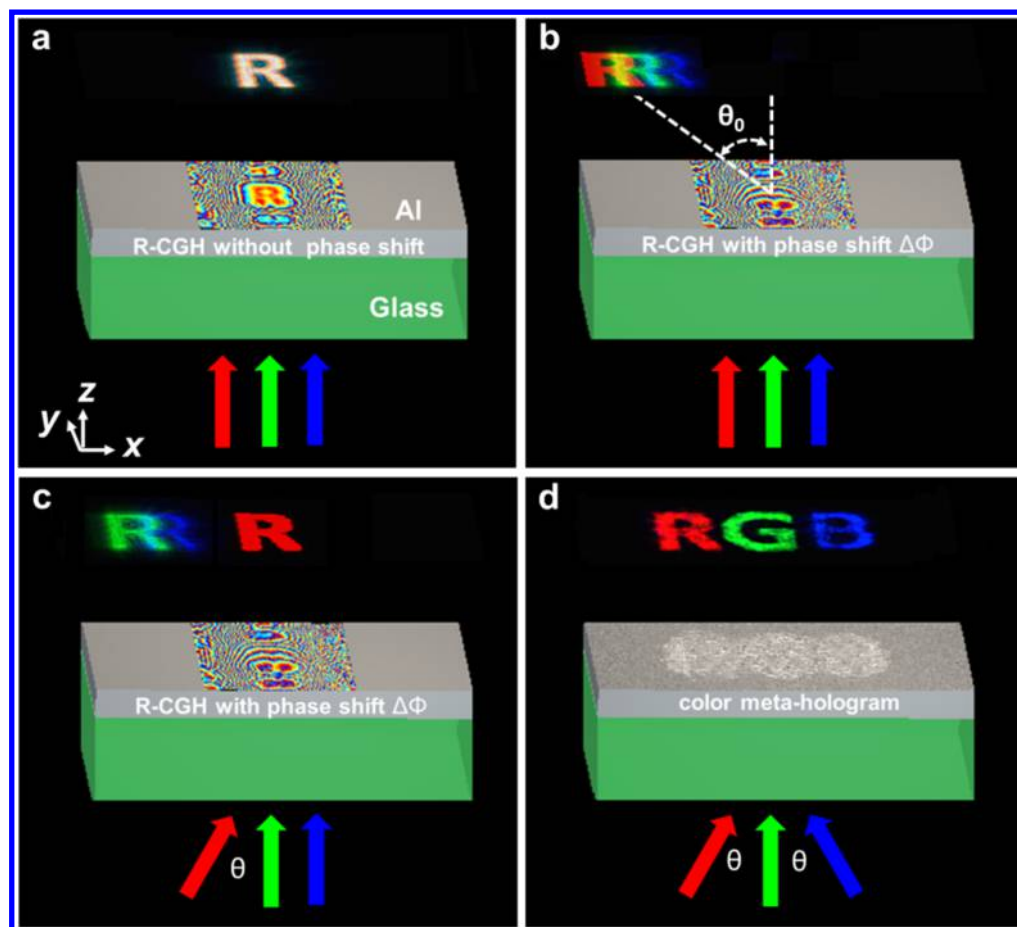 a
R
R
Al
R-CGH without phase shift
Glass
z
y
x
b
RRRR
θ₀
R-CGH with phase shift ΔΦ
c
RR R
R-CGH with phase shift ΔΦ
θ
d
RGB
color meta-hologram
θ θ